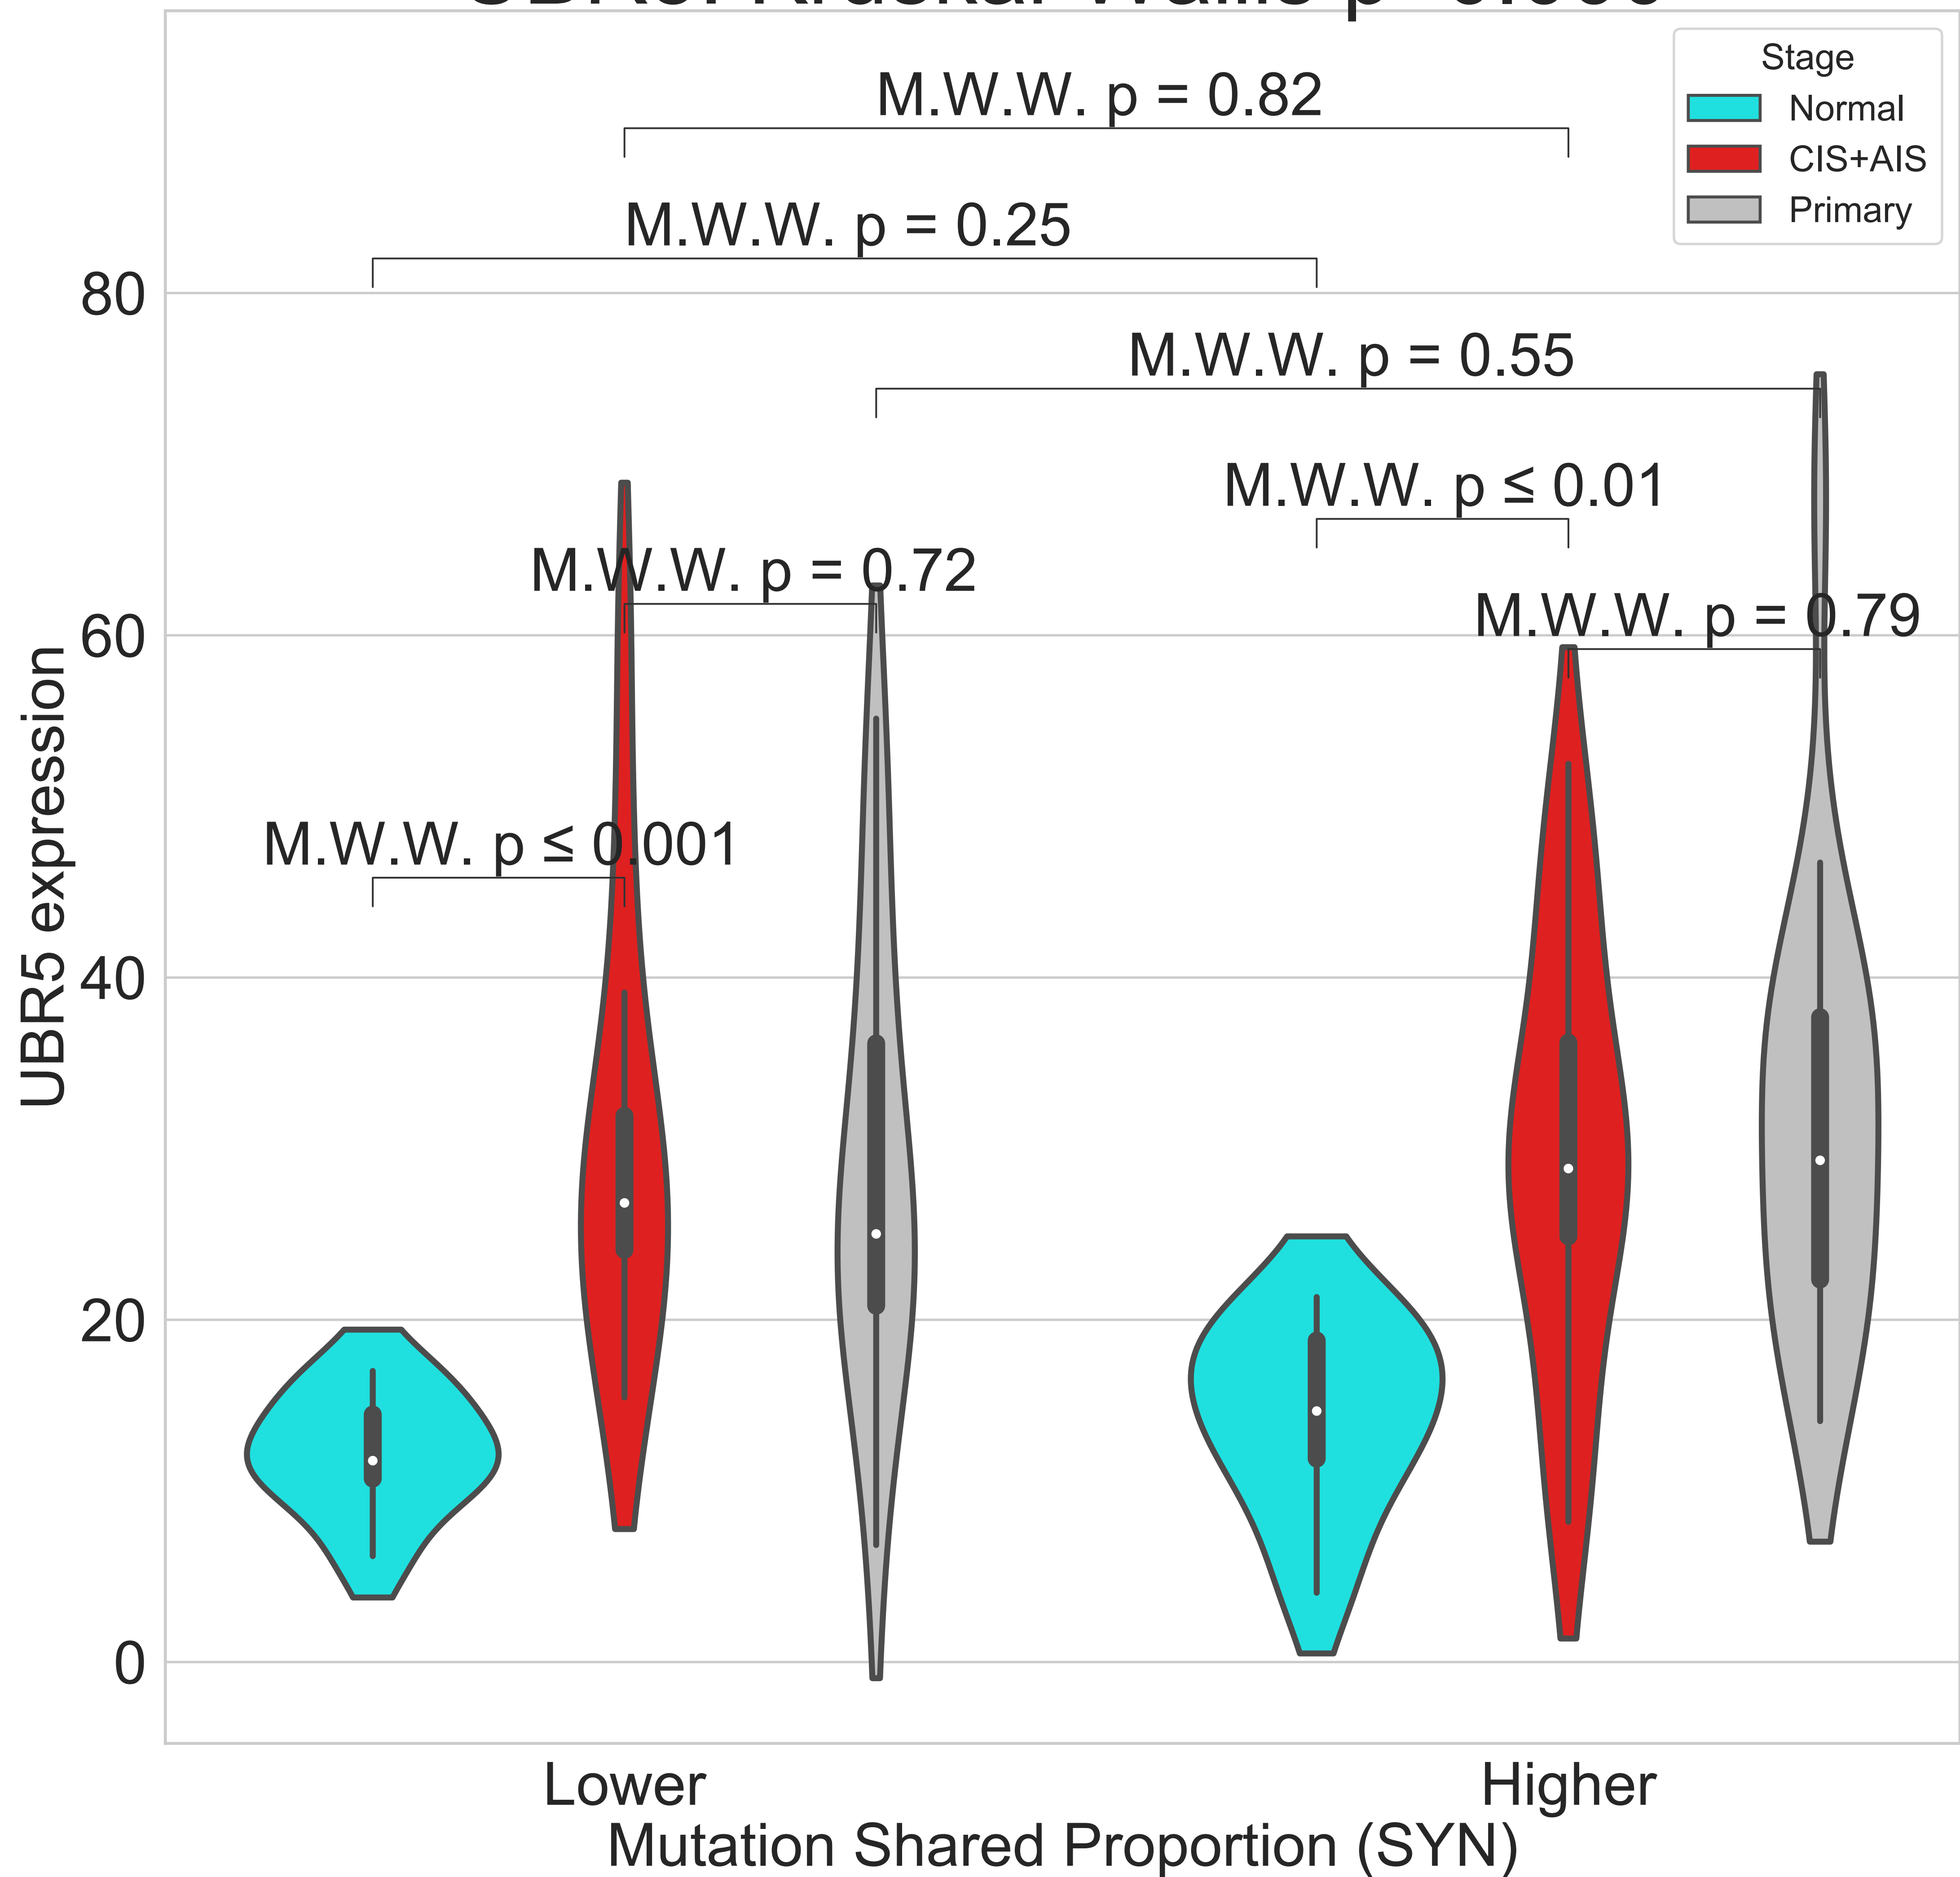 Stage
Normal
CIS+AIS
Primary
M.W.W. p = 0.82
M.W.W. p = 0.25
M.W.W. p = 0.55
M.W.W. p ≤ 0.01
M.W.W. p = 0.72
M.W.W. p = 0.79
M.W.W. p ≤ 0.001
80
60
40
20
0
UBR5 expression
Lower
Higher
Mutation Shared Proportion (SYN)